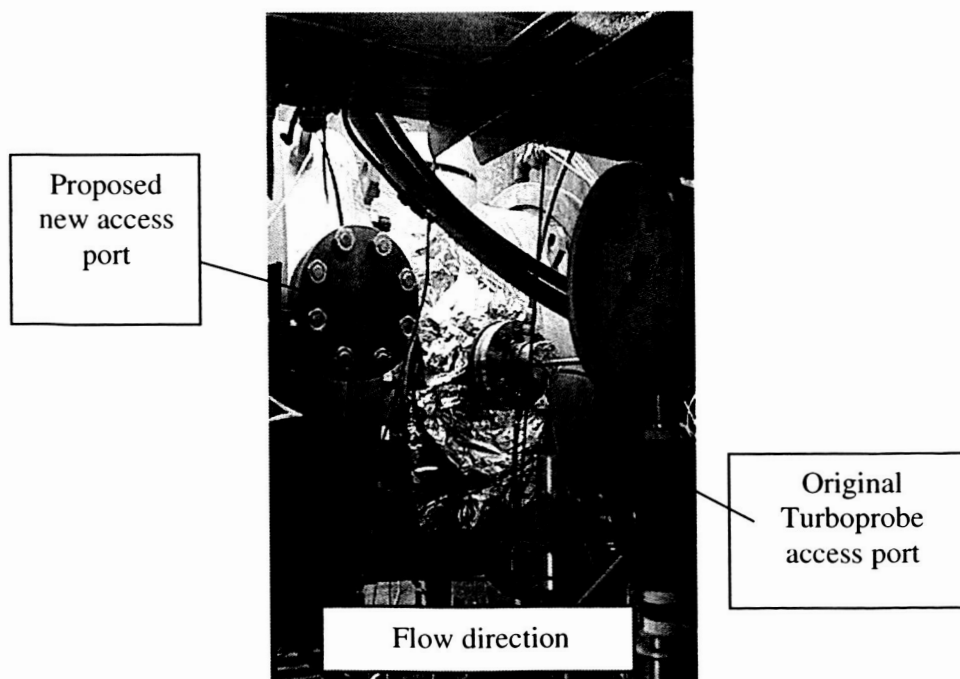 Proposed
new access
port
Original
Turboprobe
access port
Flow direction